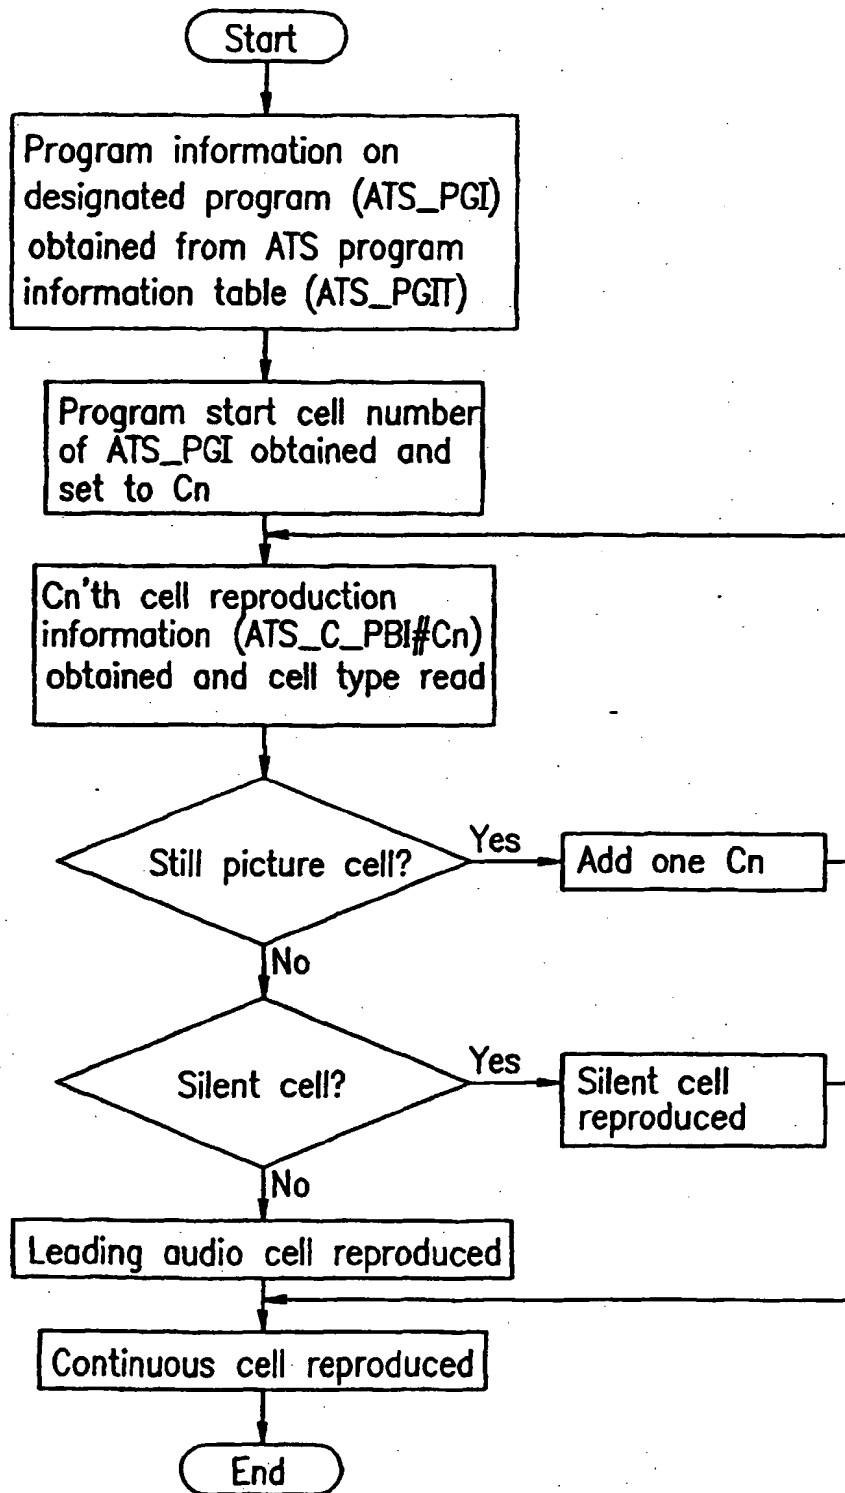 Start
Program information on
designated program (ATS_PGI)
obtained from ATS program
information table (ATS_PGIT)
Program start cell number
of ATS_PGI obtained and
set to Cn
Cn'th cell reproduction
information (ATS_C_PBI#Cn)
obtained and cell type read
Still picture cell?
Yes
Add one Cn
No
Silent cell?
Yes
Silent cell
reproduced
No
Leading audio cell reproduced
Continuous cell reproduced
End